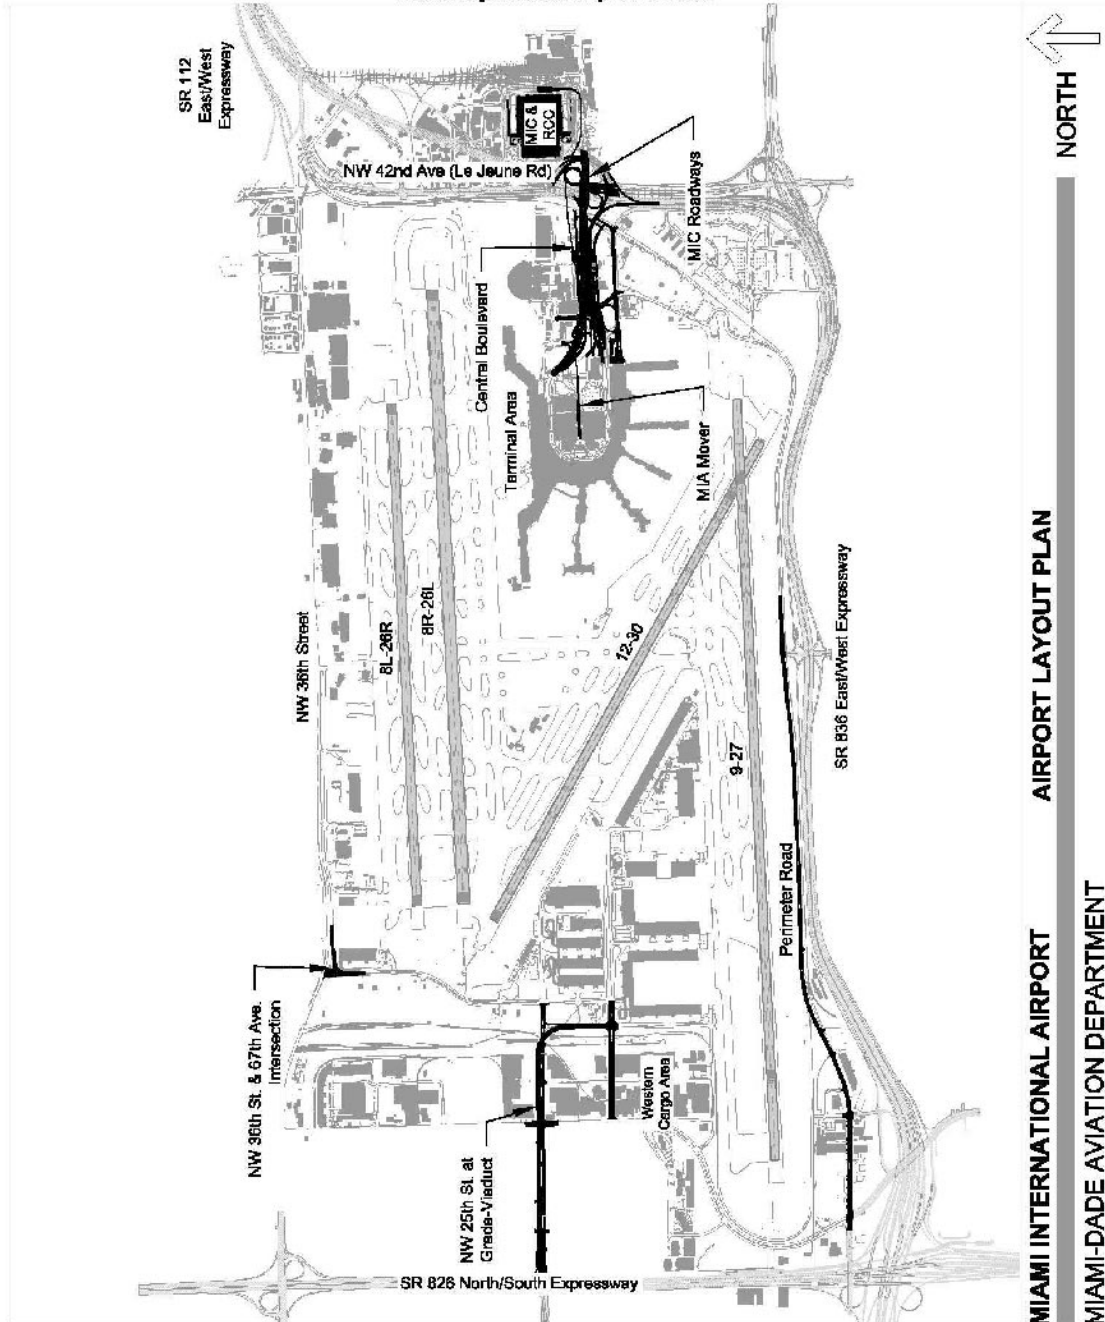 SR 112
East/West
Expressway
MIC &
RCC
NW 42nd Ave (Le Jeune Rd)
MIC Roadways
Central Boulevard
Terminal Area
MIA Mover
NW 36th Street
8L-26R
8R-26L
12-30
9-27
SR 836 East/West Expressway
Perimeter Road
NW 36th St. & 67th Ave.
Intersection
Western
Cargo Area
NW 25th St. at
Grade-Viaduct
SR 826 North/South Expressway
NORTH
MIAMI INTERNATIONAL AIRPORT
AIRPORT LAYOUT PLAN
MIAMI-DADE AVIATION DEPARTMENT